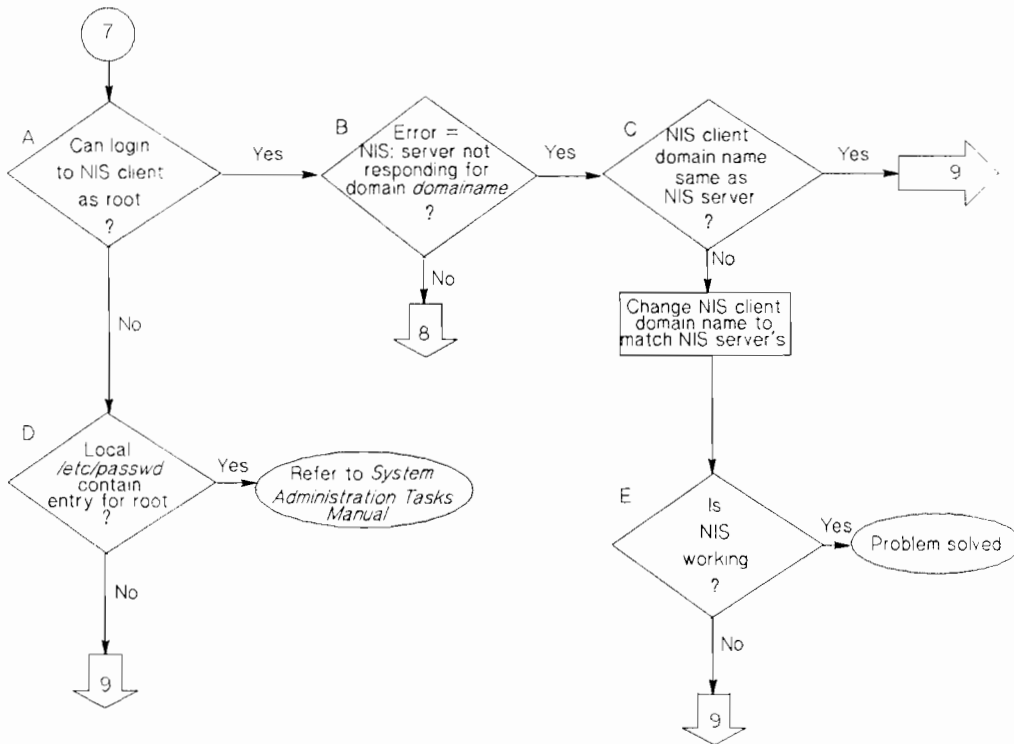 7
A
Can login
to NIS client
as root
?
Yes
B
Error =
NIS: server not
responding for
domain domainame
?
Yes
C
NIS client
domain name
same as
NIS server
?
Yes
9
No
No
8
No
Change NIS client
domain name to
match NIS server's
D
Local
/etc/passwd
contain
entry for root
?
Yes
Refer to System
Administration Tasks
Manual
E
Is
NIS
working
?
Yes
Problem solved
No
9
No
9